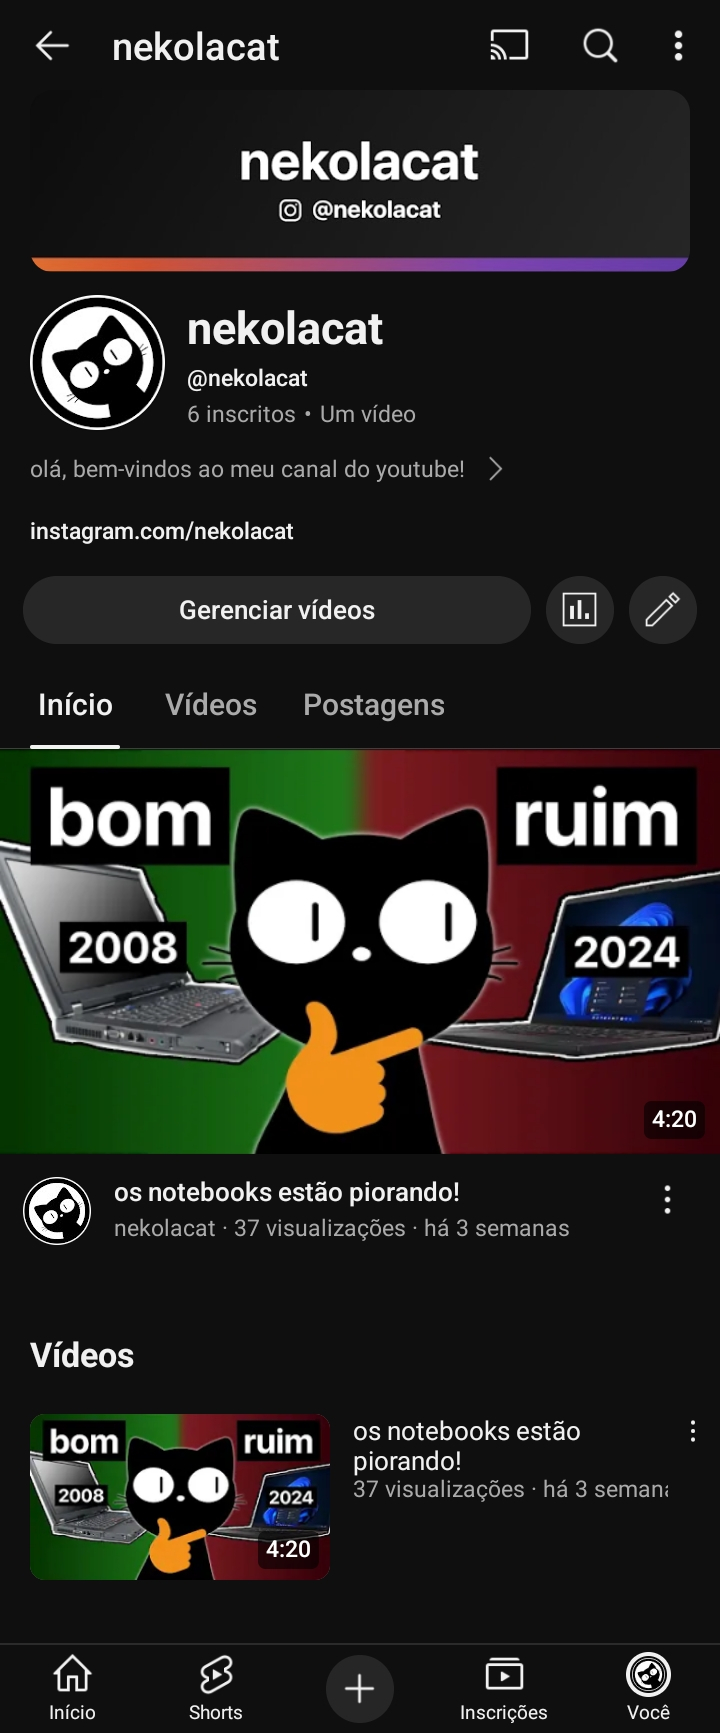 nekolacat
nekolacat
@nekolacat
nekolacat
@nekolacat
6 inscritos • Um vídeo
olá, bem-vindos ao meu canal do youtube!
instagram.com/nekolacat
Gerenciar vídeos
Início Vídeos Postagens
bom ruim
2008 2024
4:20
os notebooks estão piorando!
nekolacat · 37 visualizações · há 3 semanas
Vídeos
bom ruim
2008 2024
4:20
os notebooks estão
piorando!
37 visualizações · há 3 semana
Início Shorts Inscrições Você